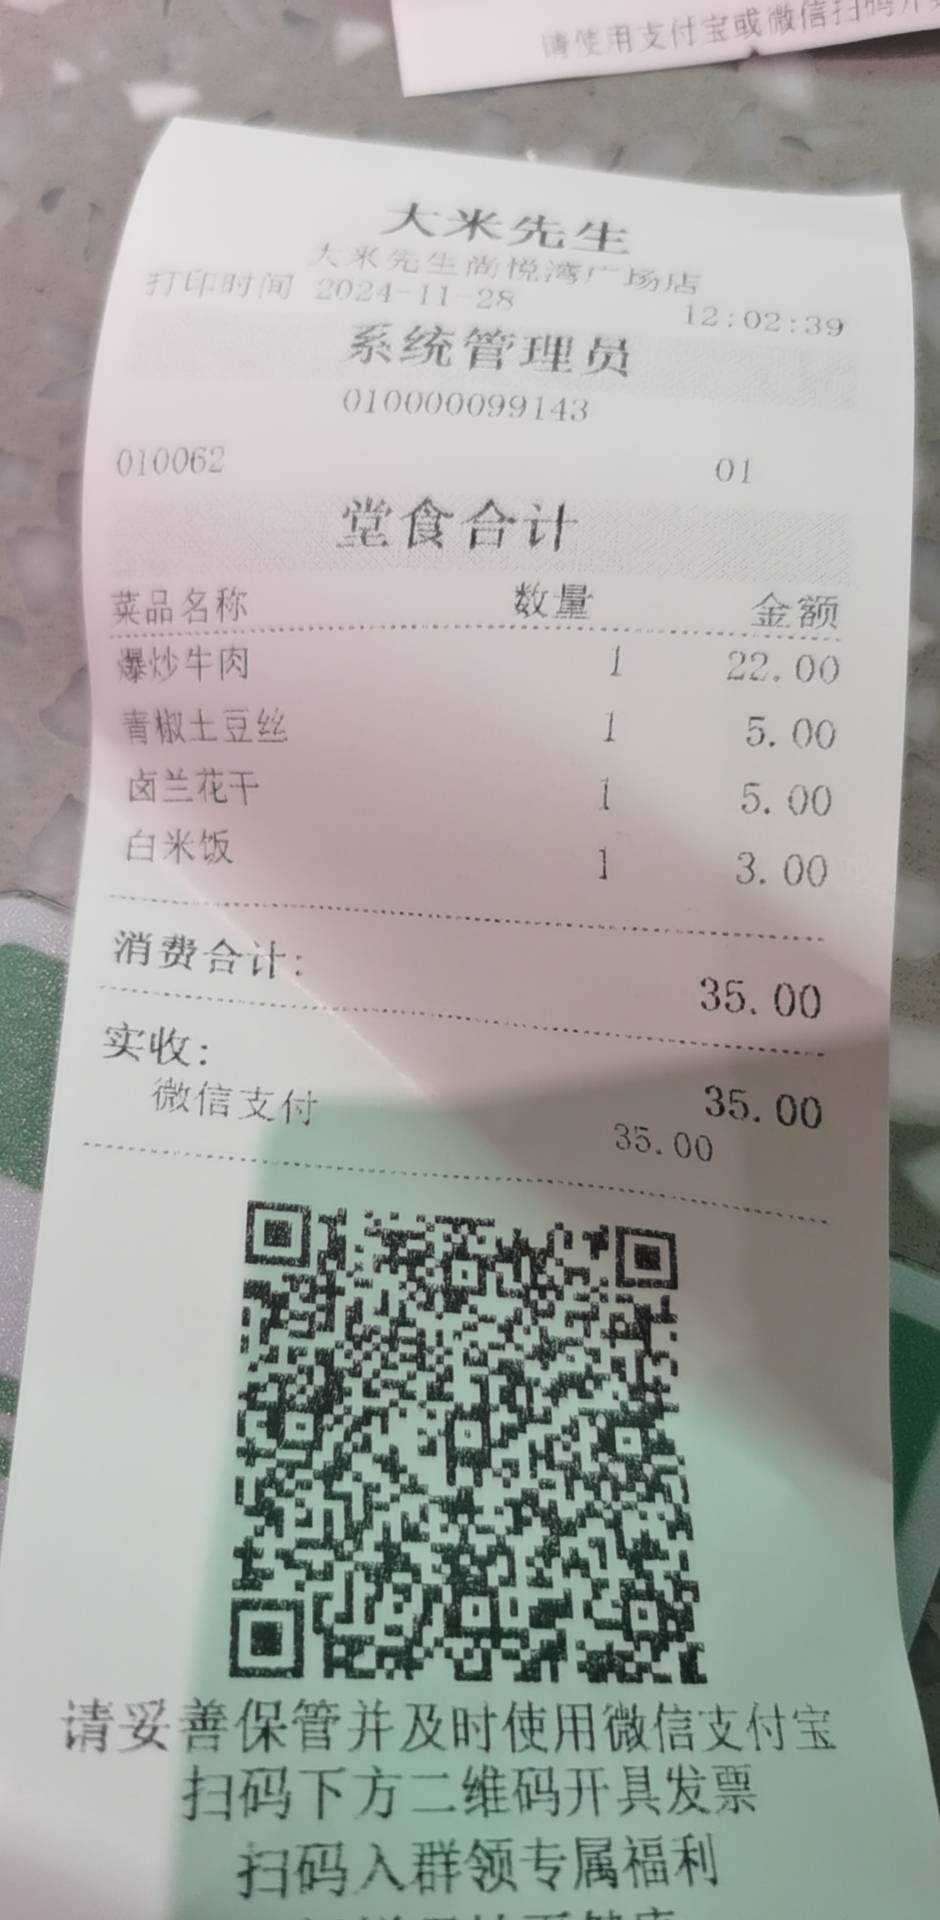 请使用支付宝或微信扫码开
大米先生
大米先生尚悦湾广场店
打印时间 2024-11-28 12:02:39
系统管理员
010000099143
010062 01
堂食合计
菜品名称 数量 金额
爆炒牛肉 1 22.00
青椒土豆丝 1 5.00
卤兰花干 1 5.00
白米饭 1 3.00
消费合计: 35.00
实收: 35.00
微信支付 35.00
请妥善保管并及时使用微信支付宝
扫码下方二维码开具发票
扫码入群领专属福利